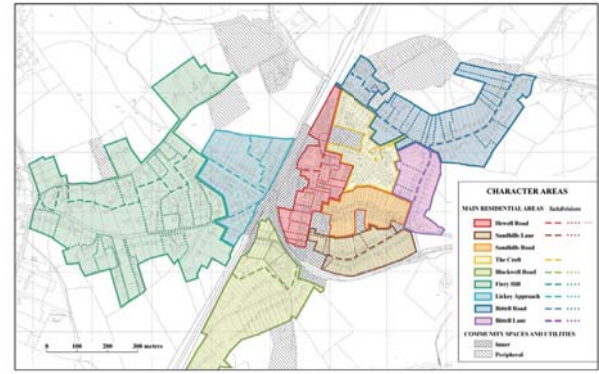 CHARACTER AREAS
MAIN RESIDENTIAL AREAS Subdivisions
Hewell Road
Sandhills Lane
Sandhills Road
The Croft
Blackwell Road
Fiery Hill
Lickey Approach
Bittell Road
Bittell Lane
COMMUNITY SPACES AND UTILITIES
Inner
Peripheral
0 100 200 300 metres